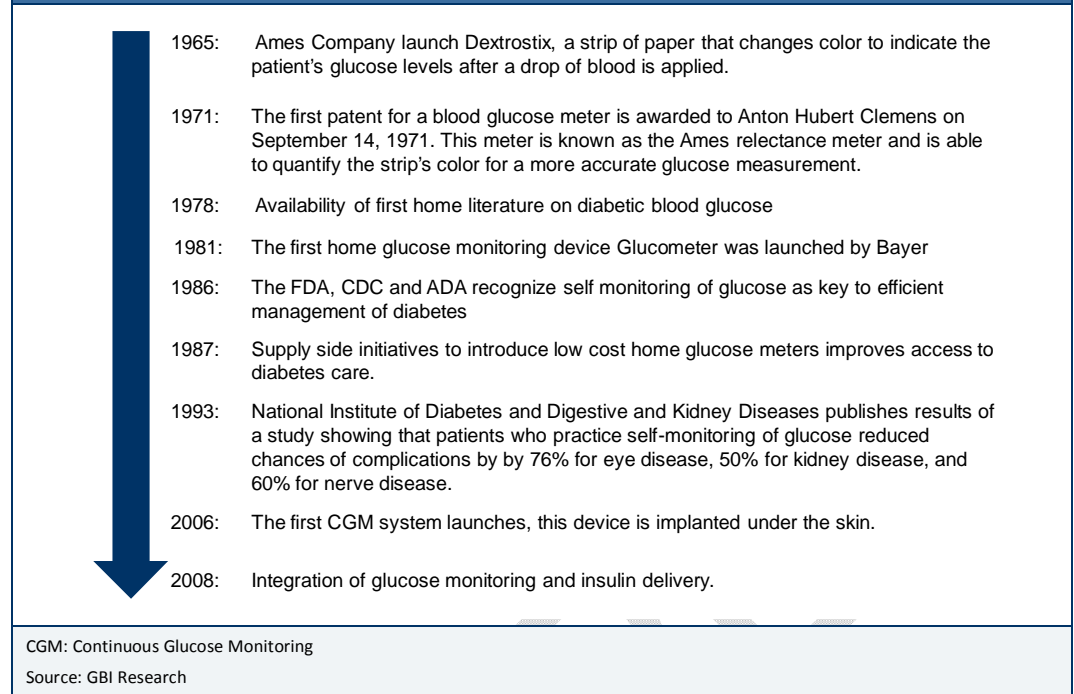 1965: Ames Company launch Dextrostix, a strip of paper that changes color to indicate the
patient's glucose levels after a drop of blood is applied.
1971: The first patent for a blood glucose meter is awarded to Anton Hubert Clemens on
September 14, 1971. This meter is known as the Ames relectance meter and is able
to quantify the strip's color for a more accurate glucose measurement.
1978: Availability of first home literature on diabetic blood glucose
1981: The first home glucose monitoring device Glucometer was launched by Bayer
1986: The FDA, CDC and ADA recognize self monitoring of glucose as key to efficient
management of diabetes
1987: Supply side initiatives to introduce low cost home glucose meters improves access to
diabetes care.
1993: National Institute of Diabetes and Digestive and Kidney Diseases publishes results of
a study showing that patients who practice self-monitoring of glucose reduced
chances of complications by by 76% for eye disease, 50% for kidney disease, and
60% for nerve disease.
2006: The first CGM system launches, this device is implanted under the skin.
2008: Integration of glucose monitoring and insulin delivery.
CGM: Continuous Glucose Monitoring
Source: GBI Research